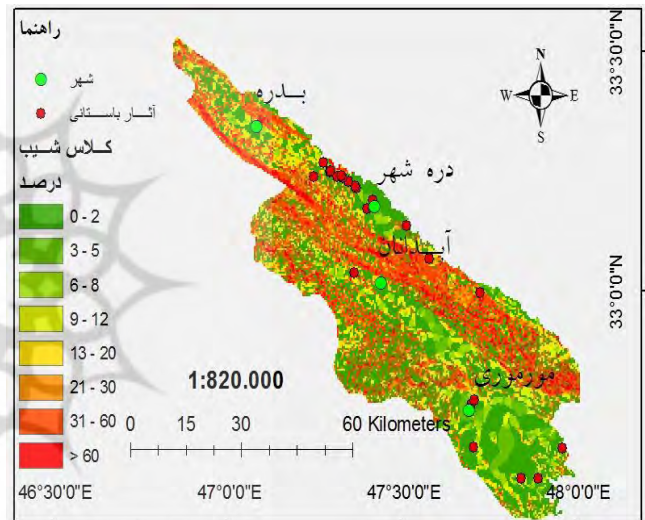 راهنما
شهر
آثار باستانی
کلاس شیب
درصد
0 - 2
3 - 5
6 - 8
9 - 12
13 - 20
21 - 30
31 - 60
> 60
بدره
دره شهر
آبدانان
مورموری
N
W E
S
1:820.000
0 15 30 60 Kilometers
33°30'0"N
33°0'0"N
46°30'0"E 47°0'0"E 47°30'0"E 48°0'0"E